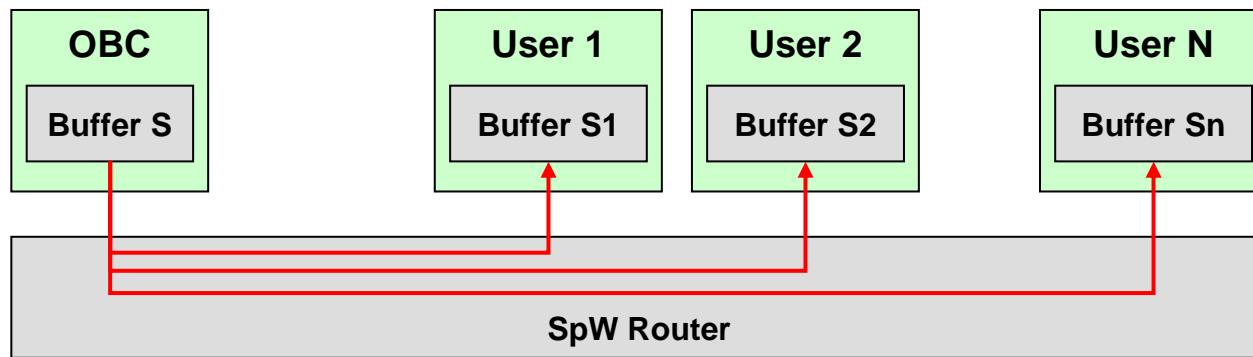 OBC
User 1
User 2
User N
Buffer S
Buffer S1
Buffer S2
Buffer Sn
SpW Router